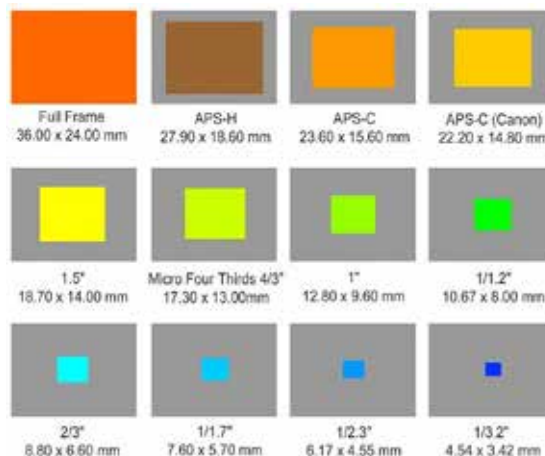 Full Frame
36.00 x 24.00 mm
APS-H
27.90 x 18.60 mm
APS-C
23.60 x 15.60 mm
APS-C (Canon)
22.20 x 14.80 mm
1.5"
18.70 x 14.00 mm
Micro Four Thirds 4/3"
17.30 x 13.00mm
1"
12.80 x 9.60 mm
1/1.2"
10.67 x 8.00 mm
2/3"
8.80 x 6.60 mm
1/1.7"
7.60 x 5.70 mm
1/2.3"
6.17 x 4.55 mm
1/3.2"
4.54 x 3.42 mm